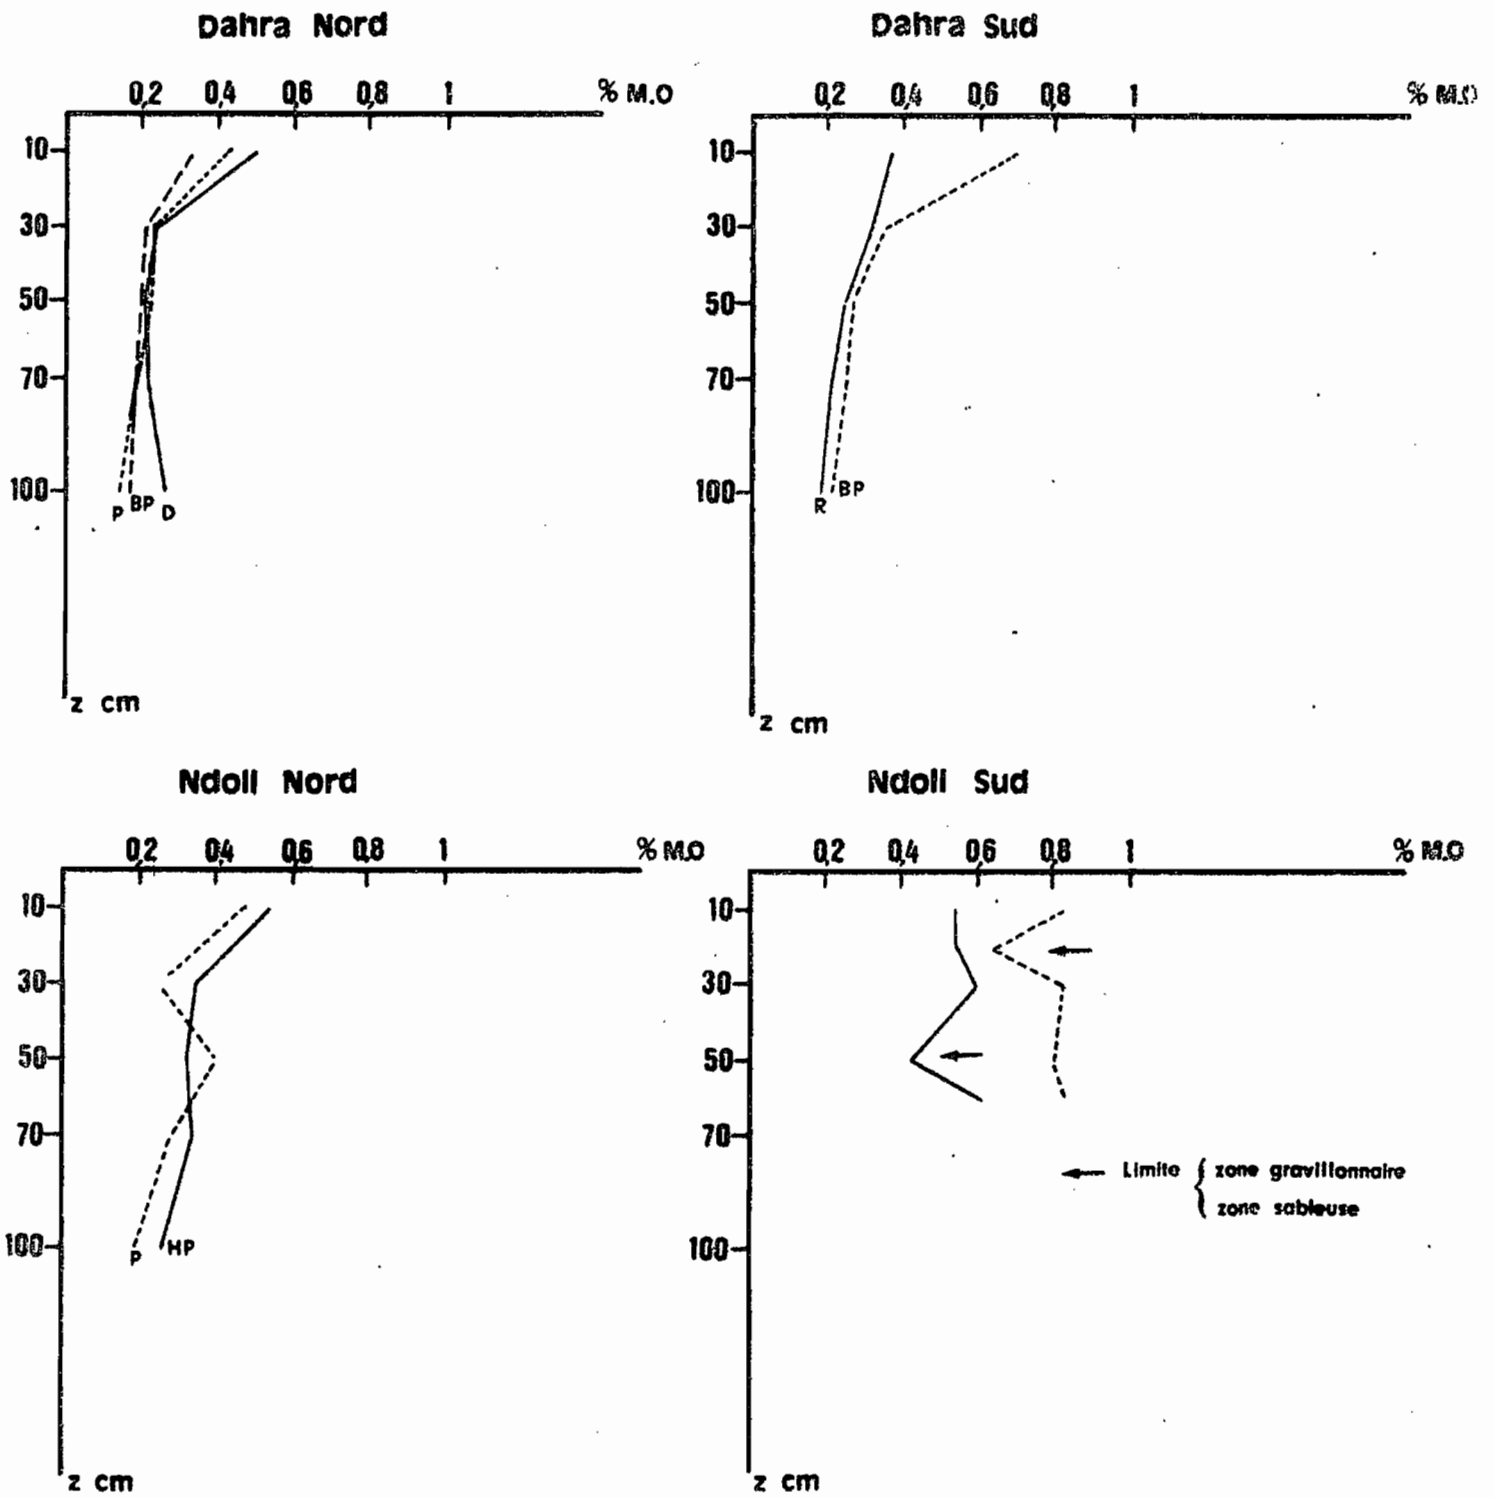 Dahra Nord
0,2 0,4 0,6 0,8 1 % M.O
10
30
50
70
100
P BP D
z cm
Dahra Sud
0,2 0,4 0,6 0,8 1 % M.O
10
30
50
70
100
R BP
z cm
Ndoli Nord
0,2 0,4 0,6 0,8 1 % M.O
10
30
50
70
100
P HP
z cm
Ndoli Sud
0,2 0,4 0,6 0,8 1 % M.O
10
30
50
70
Limite { zone gravillonnaire
zone sableuse
100
z cm